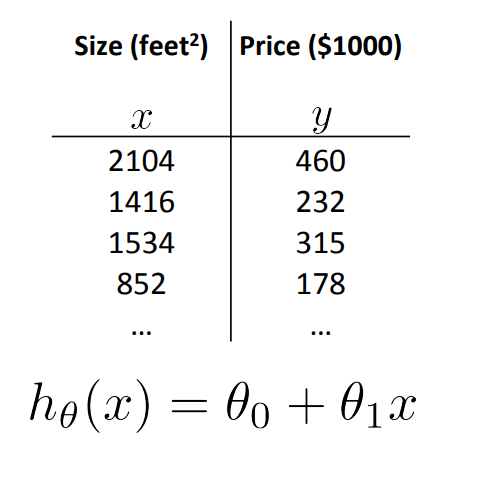 Size (feet²) Price ($1000)
x y
2104 460
1416 232
1534 315
852 178
... ...
hθ(x) = θ₀ + θ₁x